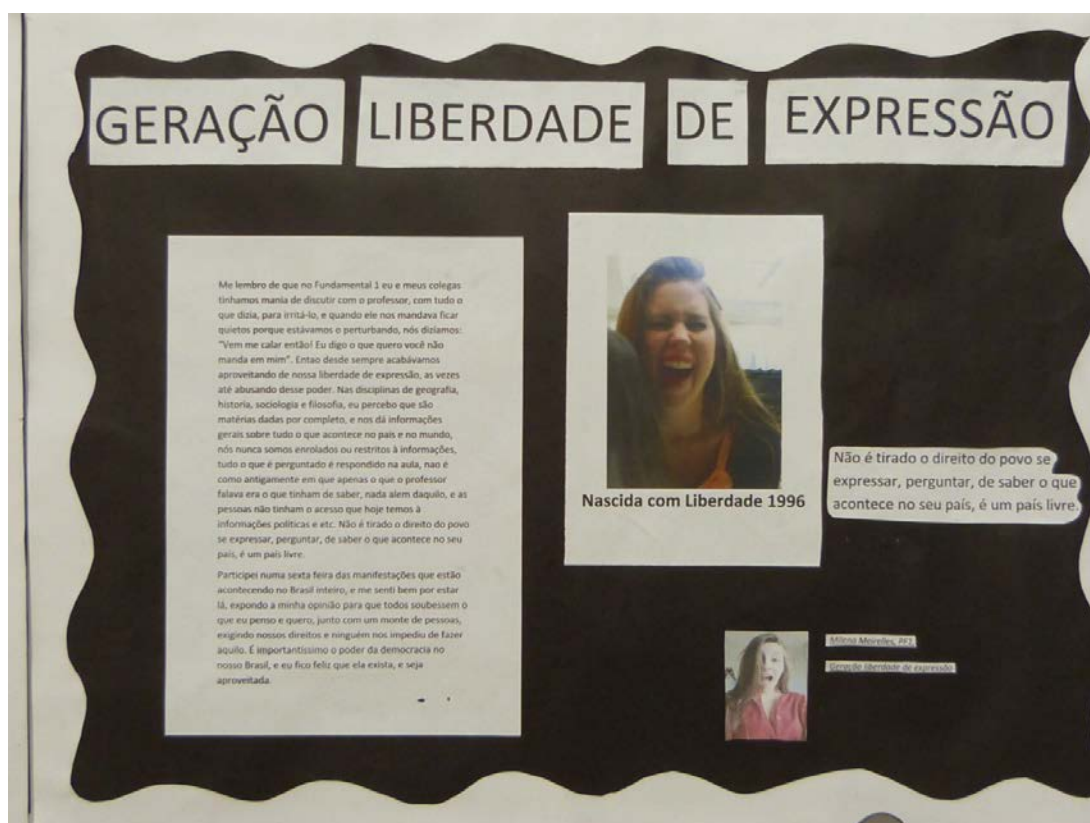 GERAÇÃO LIBERDADE DE EXPRESSÃO
Me lembro de que no Fundamental 1 eu e meus colegas
tinhamos mania de discutir com o professor, com tudo o
que dizia, para irritá-lo, e quando ele nos mandava ficar
quietos porque estávamos o perturbando, nós dizíamos:
"Vem me calar então! Eu digo o que quero você não
manda em mim". Entao desde sempre acabávamos
aproveitando de nossa liberdade de expressão, as vezes
até abusando desse poder. Nas disciplinas de geografia,
historia, sociologia e filosofia, eu percebo que são
matérias dadas por completo, e nos dá informações
gerais sobre tudo o que acontece no país e no mundo,
nós nunca somos enrolados ou restritos à informações,
tudo o que é perguntado é respondido na aula, nao é
como antigamente em que apenas o que o professor
falava era o que tinham de saber, nada alem daquilo, e as
pessoas não tinham o acesso que hoje temos à
informações politicas e etc. Não é tirado o direito do povo
se expressar, perguntar, de saber o que acontece no seu
país, é um país livre.
Participei numa sexta feira das manifestações que estão
acontecendo no Brasil inteiro, e me senti bem por estar
lá, expondo a minha opinião para que todos soubessem o
que eu penso e quero, junto com um monte de pessoas,
exigindo nossos direitos e ninguém nos impediu de fazer
aquilo. É importantíssimo o poder da democracia no
nosso Brasil, e eu fico feliz que ela exista, e seja
aproveitada.
Nascida com Liberdade 1996
Não é tirado o direito do povo se
expressar, perguntar, de saber o que
acontece no seu país, é um país livre.
Milena Meirelles, PF2.
Geração liberdade de expressão